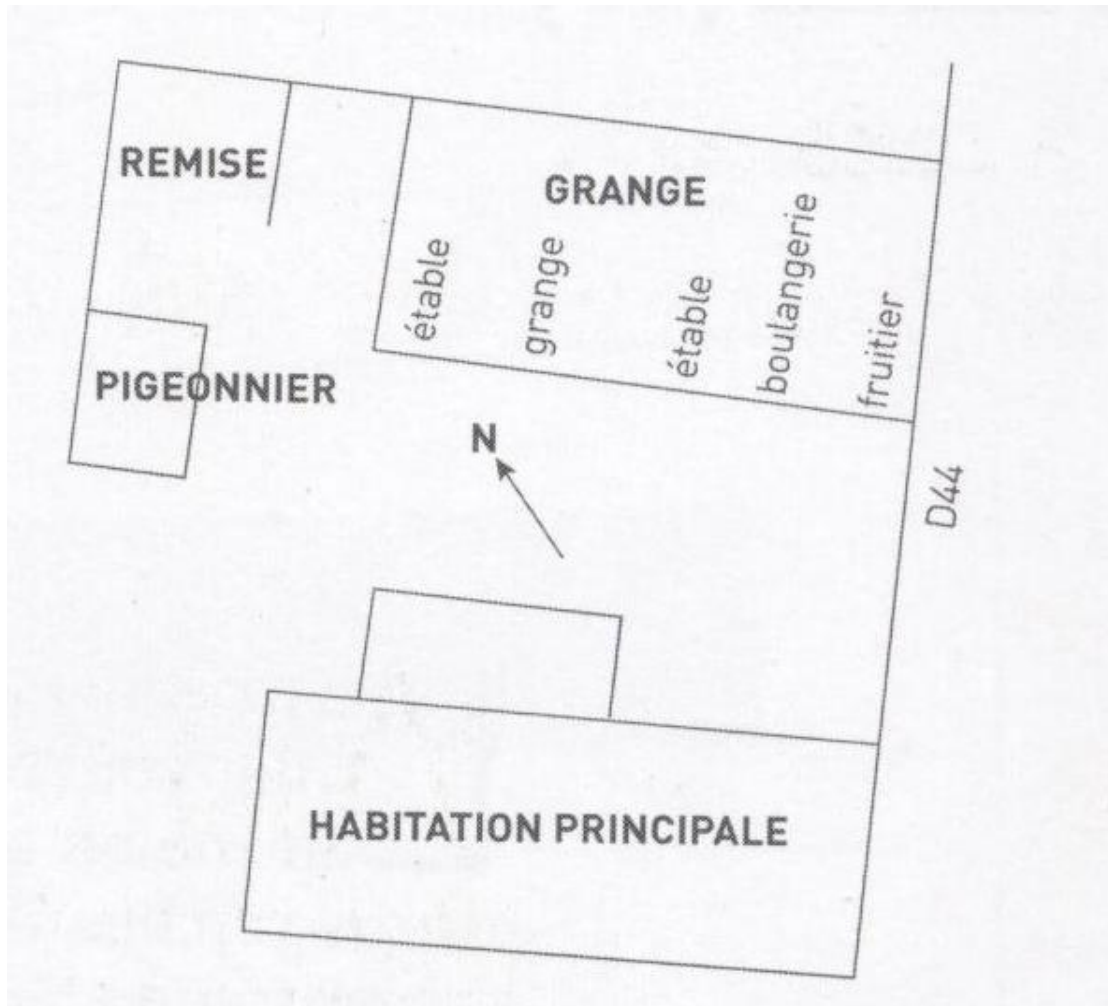 REMISE
GRANGE
étable
grange
étable
boulangerie
fruitier
PIGEONNIER
N
D44
HABITATION PRINCIPALE